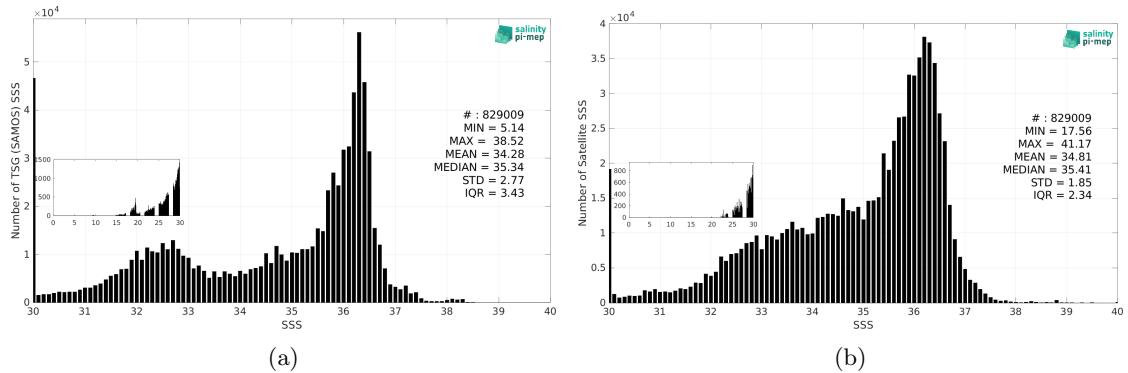 ×10^4
salinity
pi-mep
Number of TSG (SAMOS) SSS
5
4
3
2
1
0
# : 829009
MIN = 5.14
MAX = 38.52
MEAN = 34.28
MEDIAN = 35.34
STD = 2.77
IQR = 3.43
1500
1000
500
0
0 5 10 15 20 25 30
30 31 32 33 34 35 36 37 38 39 40
SSS
(a)
×10^4
salinity
pi-mep
Number of Satellite SSS
4
3.5
3
2.5
2
1.5
1
0.5
0
# : 829009
MIN = 17.56
MAX = 41.17
MEAN = 34.81
MEDIAN = 35.41
STD = 1.85
IQR = 2.34
800
600
400
200
0
0 5 10 15 20 25 30
30 31 32 33 34 35 36 37 38 39 40
SSS
(b)